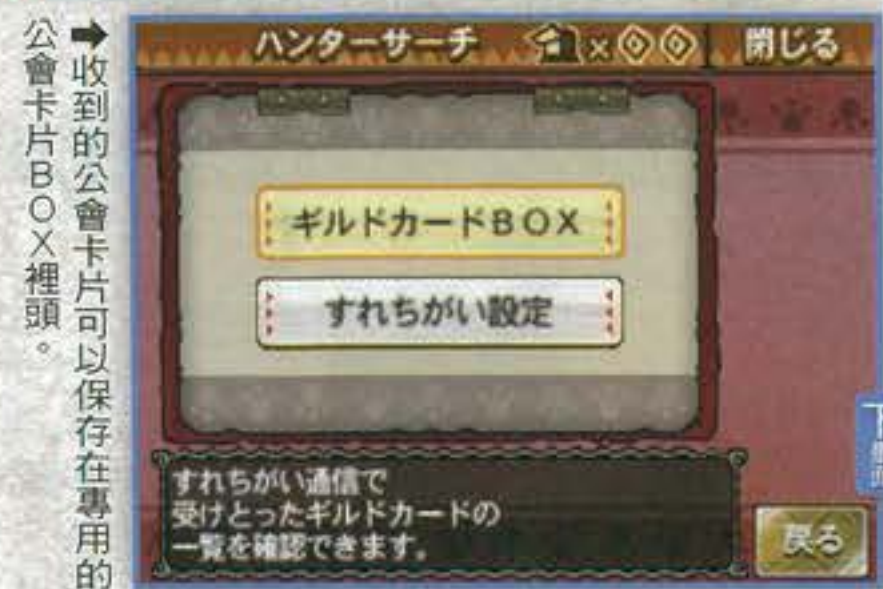 ➡收到的公會卡片可以保存在專用的
公會卡片BOX裡頭。
ハンターサーチ
×
閉じる
ギルドカードBOX
すれちがい設定
すれちがい通信で
受けとったギルドカードの
一覧を確認できます。
戻る